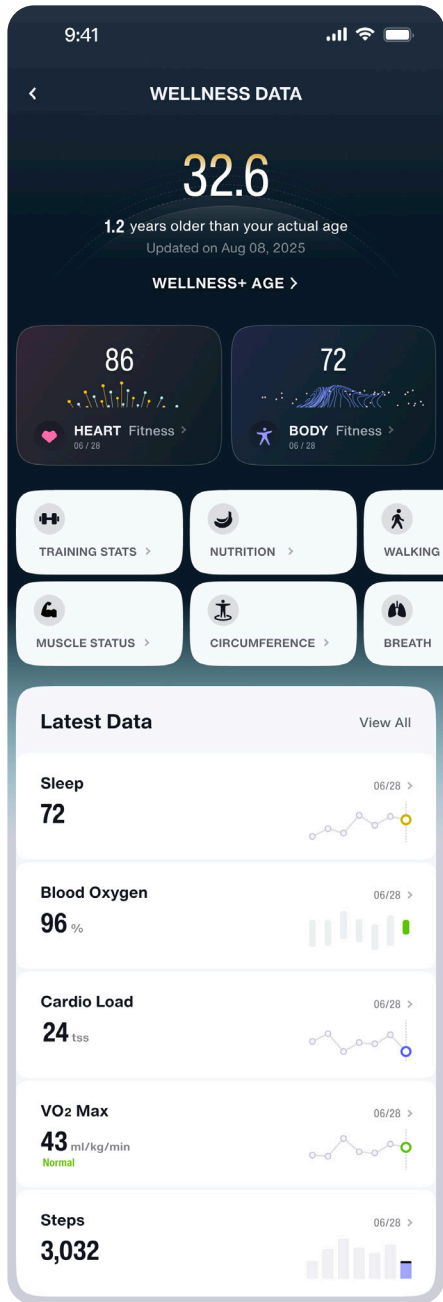 9:41
WELLNESS DATA
32.6
1.2 years older than your actual age
Updated on Aug 08, 2025
WELLNESS+ AGE >
86
HEART Fitness >
06 / 28
72
BODY Fitness >
06 / 28
TRAINING STATS >
NUTRITION >
WALKING
MUSCLE STATUS >
CIRCUMFERENCE >
BREATH
Latest Data
View All
Sleep
06/28 >
72
Blood Oxygen
06/28 >
96 %
Cardio Load
06/28 >
24 tss
VO2 Max
06/28 >
43 ml/kg/min
Normal
Steps
06/28 >
3,032